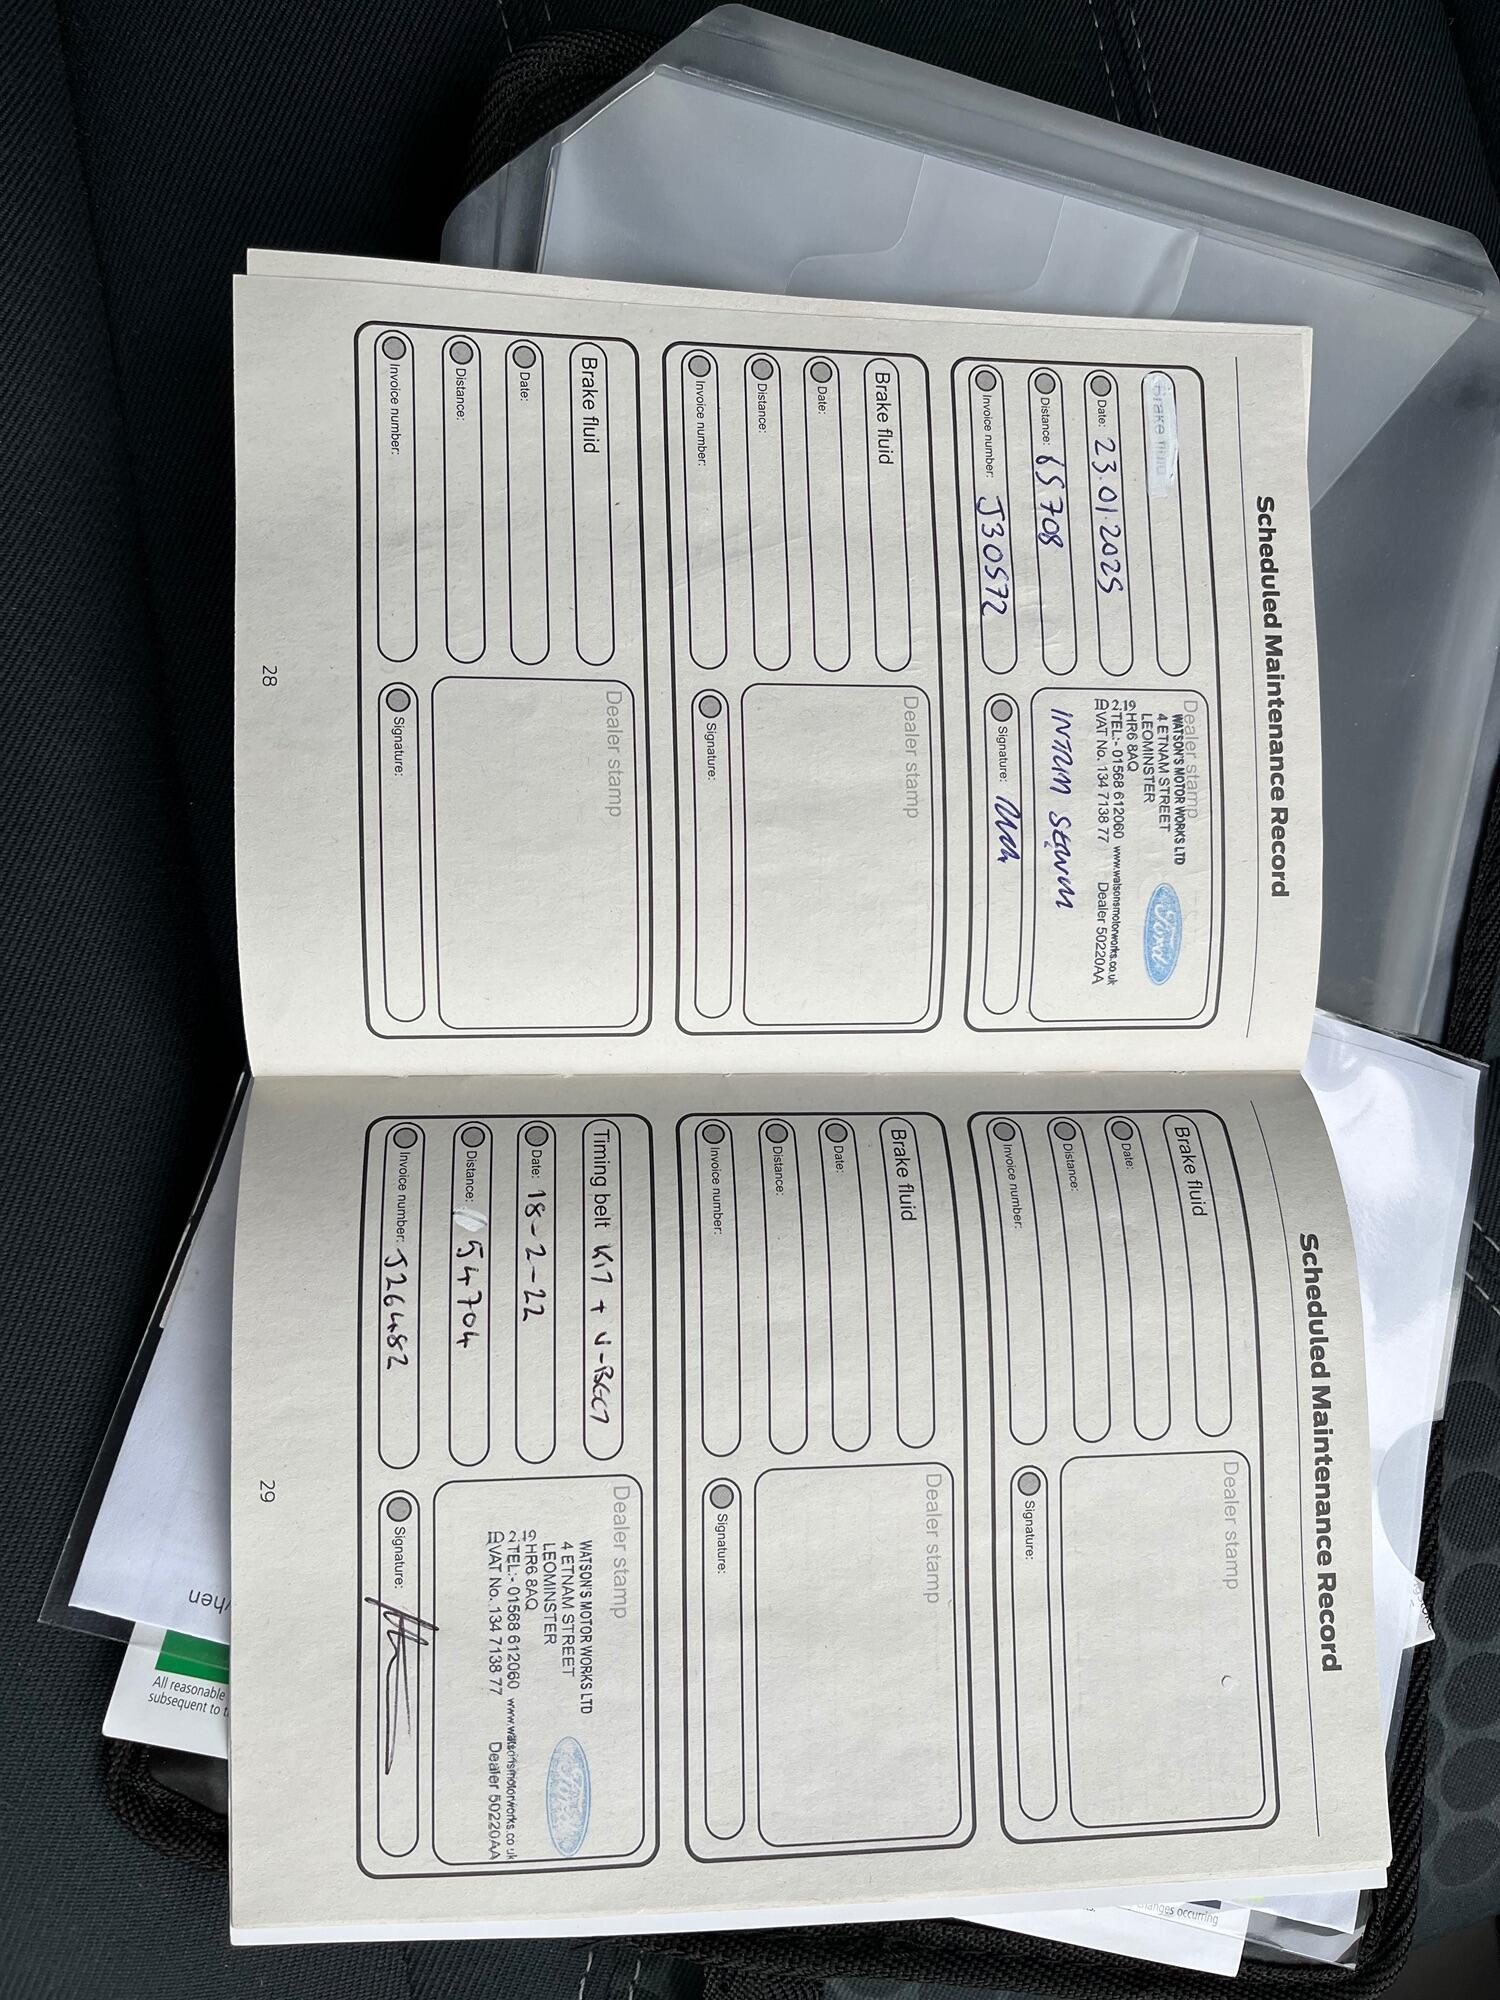 Scheduled Maintenance Record
Brake fluid
Date: 23.01.2025
Distance: 65708
Invoice number: J30572
Dealer stamp
WATSON'S MOTOR WORKS LTD
4 ETNAM STREET
LEOMINSTER
HR6 8AQ
TEL:- 01568 612060 www.watsonsmotorworks.co.uk
VAT No. 134 7138 77 Dealer 50220AA
Ford
Signature:
Brake fluid
Date:
Distance:
Invoice number:
Dealer stamp
Signature:
Brake fluid
Date:
Distance:
Invoice number:
Dealer stamp
Signature:
28
Scheduled Maintenance Record
Brake fluid
Date:
Distance:
Invoice number:
Dealer stamp
Signature:
Brake fluid
Date:
Distance:
Invoice number:
Dealer stamp
Signature:
Timing belt KIT + V-BELT
Date: 18-2-22
Distance: 54704
Invoice number: J26482
Dealer stamp
WATSON'S MOTOR WORKS LTD
4 ETNAM STREET
LEOMINSTER
HR6 8AQ
TEL:- 01568 612060 www.watsonsmotorworks.co.uk
VAT No. 134 7138 77 Dealer 50220AA
Ford
Signature:
29
when
All reasonable
subsequent to
changes occurring